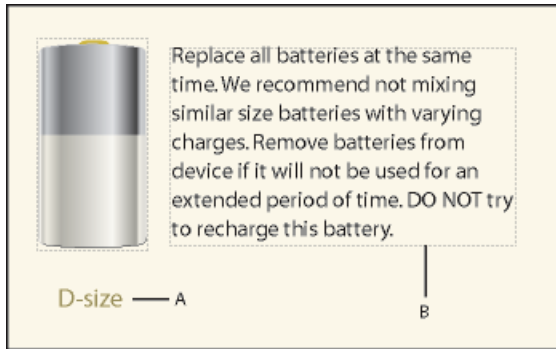 Replace all batteries at the same
time. We recommend not mixing
similar size batteries with varying
charges. Remove batteries from
device if it will not be used for an
extended period of time. DO NOT try
to recharge this battery.
D-size
A
B